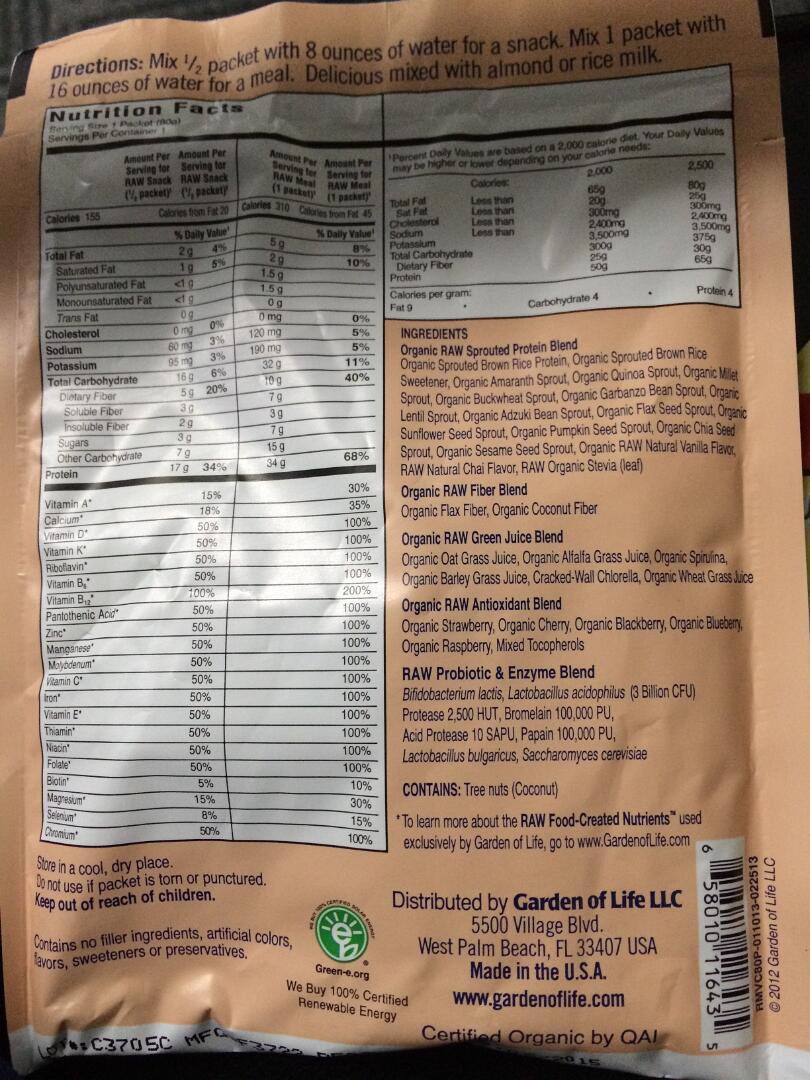 Directions: Mix 1/2 packet with 8 ounces of water for a snack. Mix 1 packet with
16 ounces of water for a meal. Delicious mixed with almond or rice milk.
Nutrition Facts
Serving Size 1 Packet (80g)
Servings Per Container 1
Amount Per Serving for RAW Snack (1/2 packet)
Amount Per Serving for RAW Snack (1/2 packet)
Amount Per Serving for RAW Meal (1 packet)
Amount Per Serving for RAW Meal (1 packet)
Calories 155 Calories from Fat 20 Calories 310 Calories from Fat 45
% Daily Value % Daily Value
Total Fat 2 g 4% 5 g 8%
Saturated Fat 1 g 5% 2 g 10%
Polyunsaturated Fat <1 g 1.5 g
Monounsaturated Fat <1 g 1.5 g
Trans Fat 0 g 0 g
Cholesterol 0 mg 0% 0 mg 0%
Sodium 60 mg 3% 120 mg 5%
Potassium 95 mg 3% 190 mg 5%
Total Carbohydrate 16 g 6% 32 g 11%
Dietary Fiber 5 g 20% 10 g 40%
Soluble Fiber 3 g 7 g
Insoluble Fiber 2 g 3 g
Sugars 3 g 7 g
Other Carbohydrate 7 g 15 g
Protein 17 g 34% 34 g 68%
Vitamin A* 15% 30%
Calcium* 18% 35%
Vitamin D* 50% 100%
Vitamin K* 50% 100%
Riboflavin* 50% 100%
Vitamin B6* 50% 100%
Vitamin B12* 100% 200%
Pantothenic Acid* 50% 100%
Zinc* 50% 100%
Manganese* 50% 100%
Molybdenum* 50% 100%
Vitamin C* 50% 100%
Iron* 50% 100%
Vitamin E* 50% 100%
Thiamin* 50% 100%
Niacin* 50% 100%
Folate* 50% 100%
Biotin* 5% 10%
Magnesium* 15% 30%
Selenium* 8% 15%
Chromium* 50% 100%
Percent Daily Values are based on a 2,000 calorie diet. Your Daily Values
may be higher or lower depending on your calorie needs:
Calories: 2,000 2,500
Total Fat Less than 65g 80g
Sat Fat Less than 20g 25g
Cholesterol Less than 300mg 300mg
Sodium Less than 2,400mg 2,400mg
Potassium 3,500mg 3,500mg
Total Carbohydrate 300g 375g
Dietary Fiber 25g 30g
Protein 50g 65g
Calories per gram:
Fat 9 • Carbohydrate 4 • Protein 4
INGREDIENTS
Organic RAW Sprouted Protein Blend
Organic Sprouted Brown Rice Protein, Organic Sprouted Brown Rice
Sweetener, Organic Amaranth Sprout, Organic Quinoa Sprout, Organic Millet
Sprout, Organic Buckwheat Sprout, Organic Garbanzo Bean Sprout, Organic
Lentil Sprout, Organic Adzuki Bean Sprout, Organic Flax Seed Sprout, Organic
Sunflower Seed Sprout, Organic Pumpkin Seed Sprout, Organic Chia Seed
Sprout, Organic Sesame Seed Sprout, Organic RAW Natural Vanilla Flavor,
RAW Natural Chai Flavor, RAW Organic Stevia (leaf)
Organic RAW Fiber Blend
Organic Flax Fiber, Organic Coconut Fiber
Organic RAW Green Juice Blend
Organic Oat Grass Juice, Organic Alfalfa Grass Juice, Organic Spirulina,
Organic Barley Grass Juice, Cracked-Wall Chlorella, Organic Wheat Grass Juice
Organic RAW Antioxidant Blend
Organic Strawberry, Organic Cherry, Organic Blackberry, Organic Blueberry,
Organic Raspberry, Mixed Tocopherols
RAW Probiotic & Enzyme Blend
Bifidobacterium lactis, Lactobacillus acidophilus (3 Billion CFU)
Protease 2,500 HUT, Bromelain 100,000 PU,
Acid Protease 10 SAPU, Papain 100,000 PU,
Lactobacillus bulgaricus, Saccharomyces cerevisiae
CONTAINS: Tree nuts (Coconut)
*To learn more about the RAW Food-Created Nutrients™ used
exclusively by Garden of Life, go to www.GardenofLife.com
Store in a cool, dry place.
Do not use if packet is torn or punctured.
Keep out of reach of children.
Contains no filler ingredients, artificial colors,
flavors, sweeteners or preservatives.
WE BUY 100% CERTIFIED SOLAR ENERGY
Green-e.org
We Buy 100% Certified
Renewable Energy
Distributed by Garden of Life LLC
5500 Village Blvd.
West Palm Beach, FL 33407 USA
Made in the U.S.A.
www.gardenoflife.com
Certified Organic by QAI
6 58010 11643 5
RMVC80P-011013-022513
© 2012 Garden of Life LLC
C3705C MFG
2015